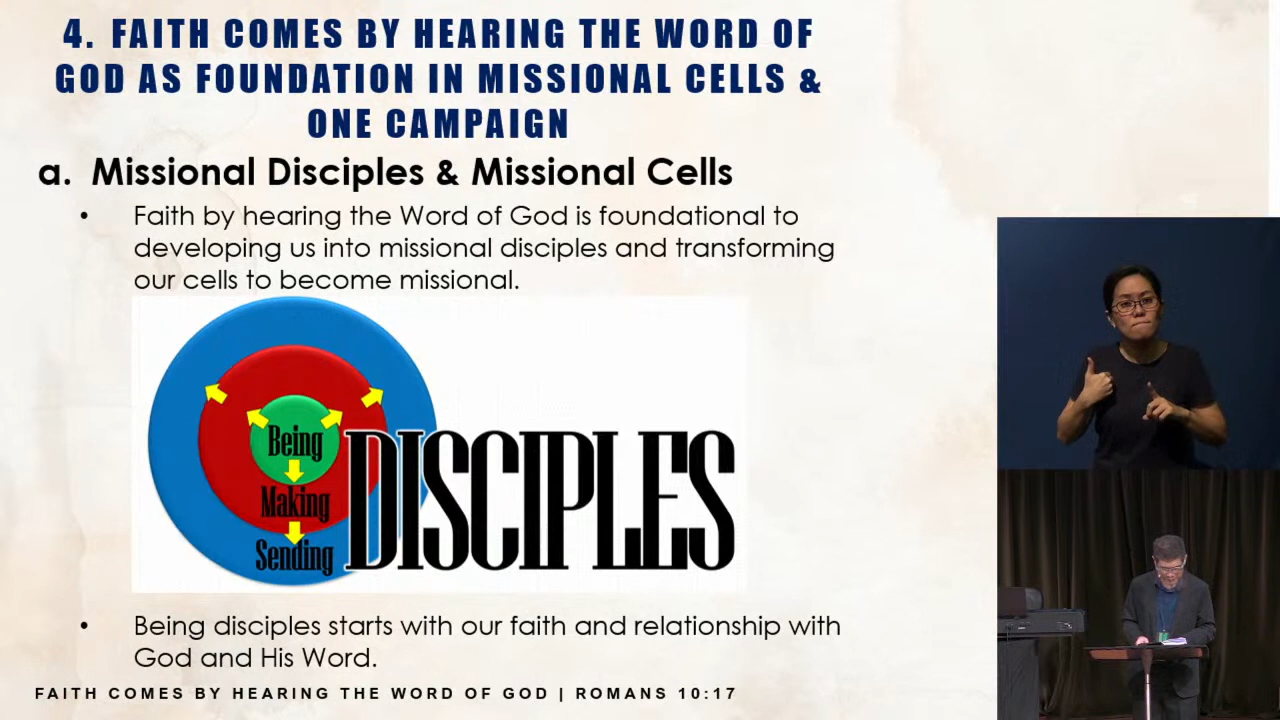 4. FAITH COMES BY HEARING THE WORD OF
GOD AS FOUNDATION IN MISSIONAL CELLS &
ONE CAMPAIGN
a. Missional Disciples & Missional Cells
• Faith by hearing the Word of God is foundational to
developing us into missional disciples and transforming
our cells to become missional.
Being
Making
Sending
DISCIPLES
• Being disciples starts with our faith and relationship with
God and His Word.
FAITH COMES BY HEARING THE WORD OF GOD | ROMANS 10:17